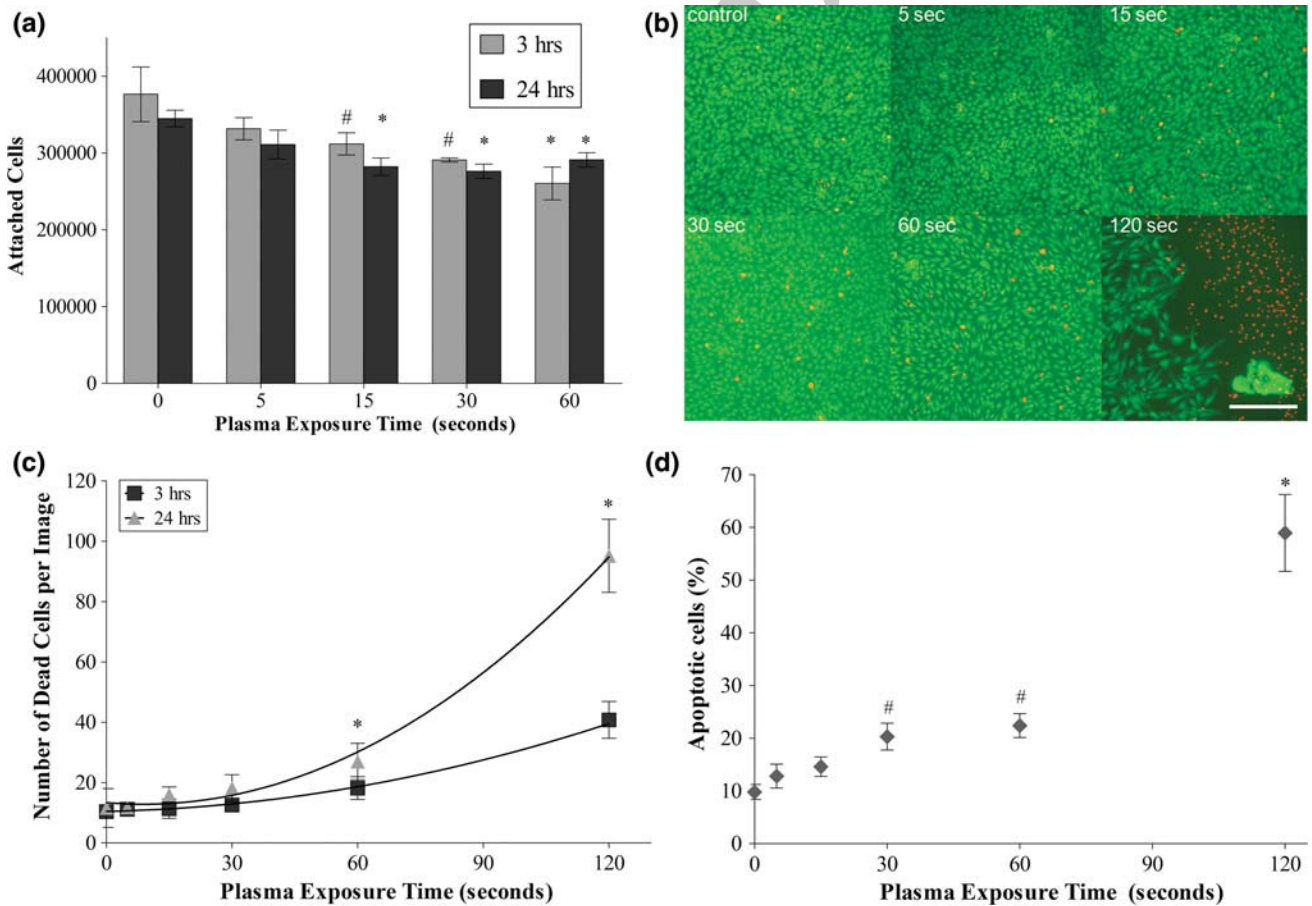 (a)
3 hrs
24 hrs
400000
300000
200000
100000
0
Attached Cells
#
*
#
*
*
*
0 5 15 30 60
Plasma Exposure Time (seconds)
(b)
control
5 sec
15 sec
30 sec
60 sec
120 sec
(c)
3 hrs
24 hrs
120
100
80
60
40
20
0
Number of Dead Cells per Image
*
*
0 30 60 90 120
Plasma Exposure Time (seconds)
(d)
70
60
50
40
30
20
10
0
Apoptotic cells (%)
#
#
*
0 30 60 90 120
Plasma Exposure Time (seconds)